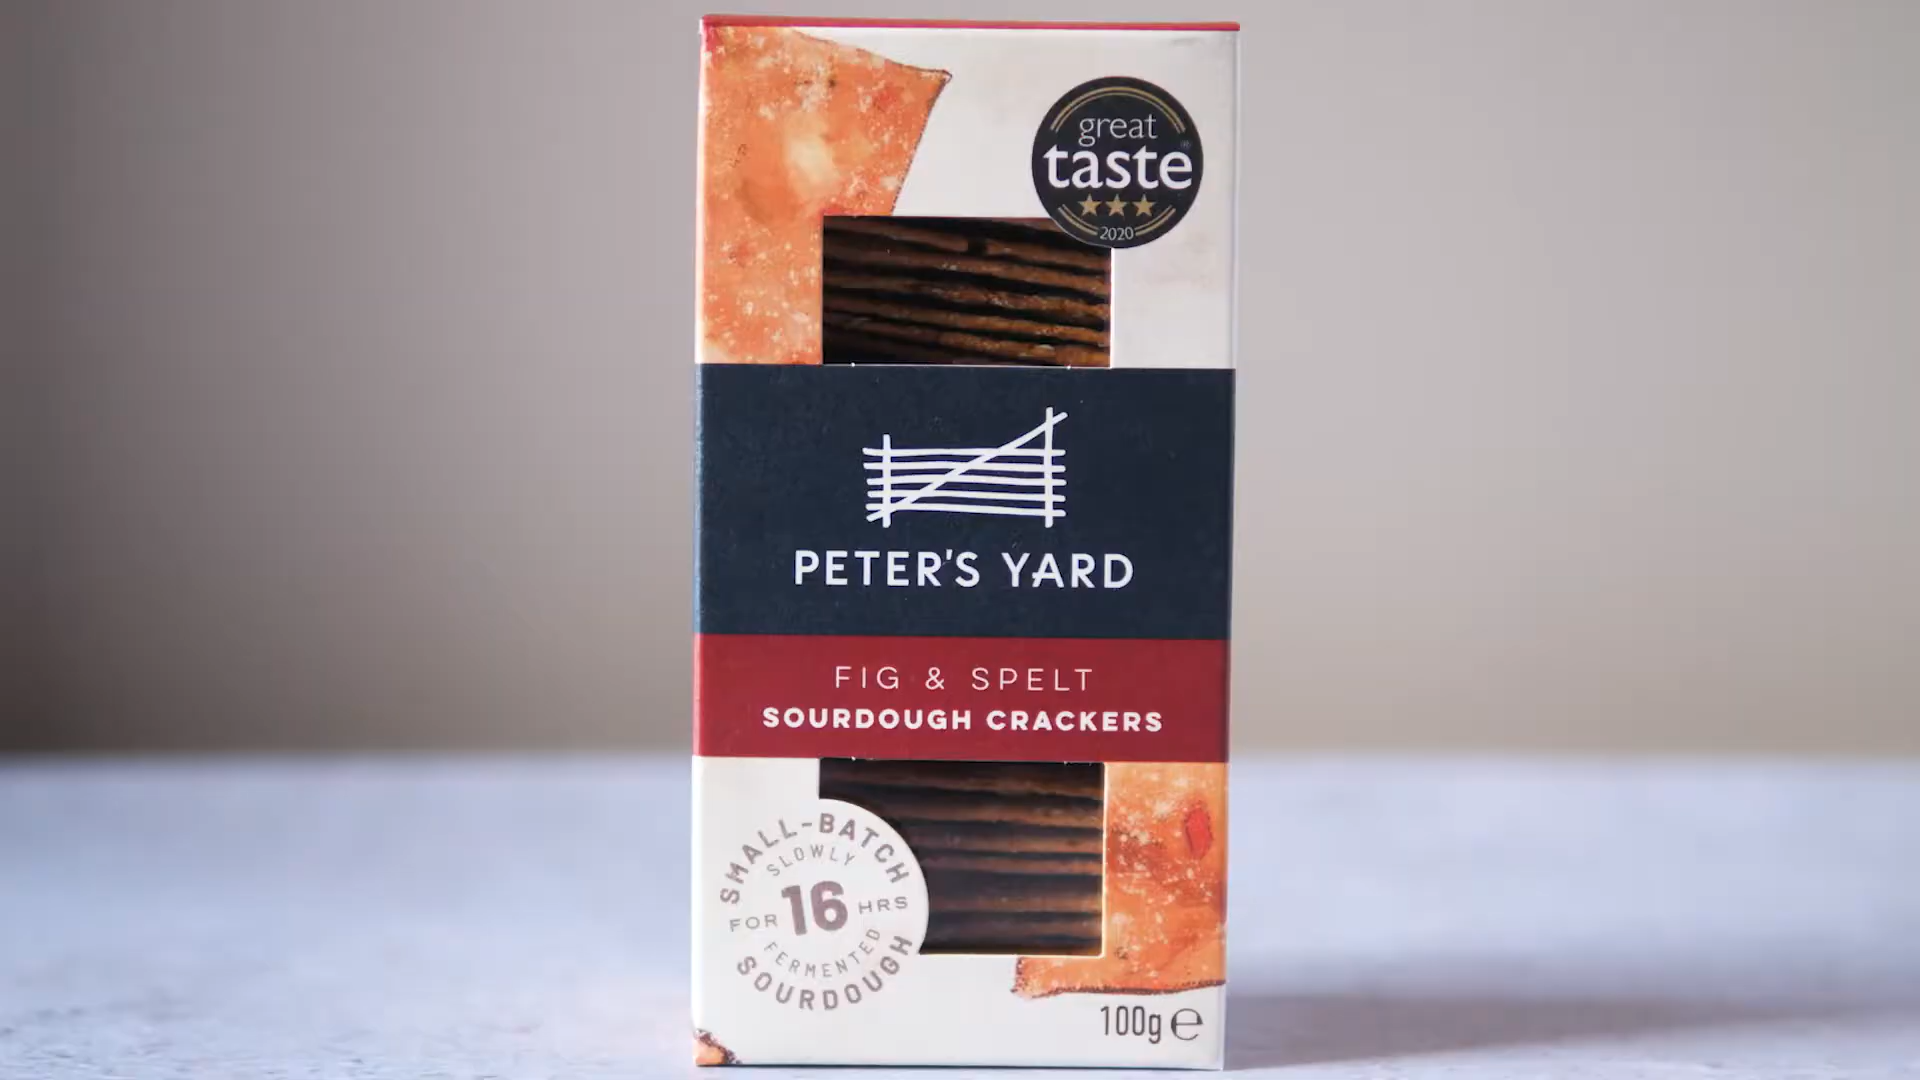 great
taste
2020
PETER'S YARD
FIG & SPELT
SOURDOUGH CRACKERS
SMALL-BATCH
SLOWLY
FOR 16 HRS
FERMENTED
SOURDOUGH
100g ℮